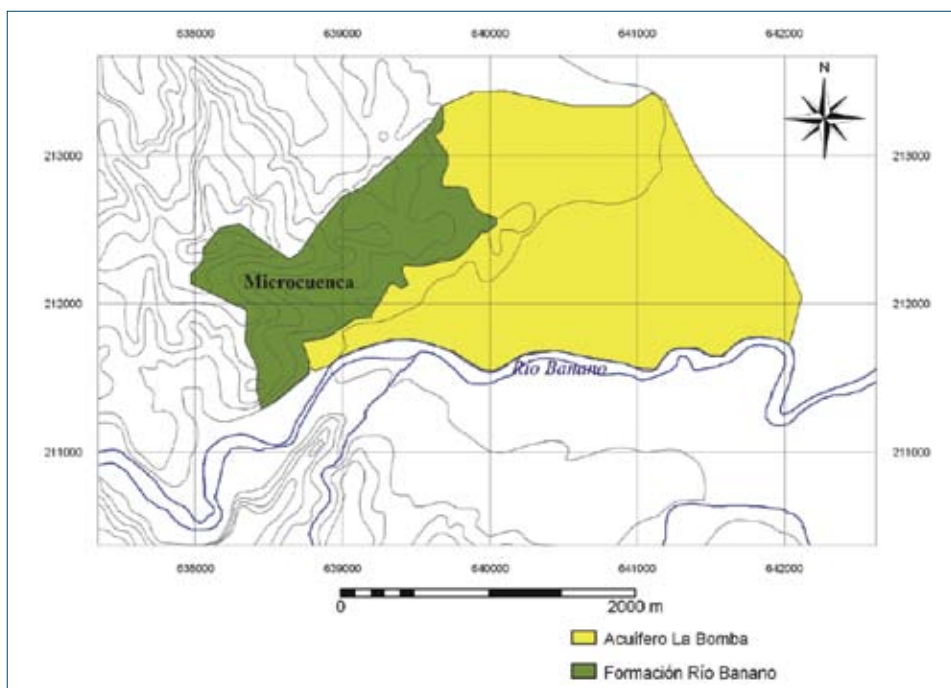 638000 639000 640000 641000 642000
N
213000 213000
Microcuenca
212000 212000
Río Banano
211000 211000
638000 639000 640000 641000 642000
0 2000 m
Acuífero La Bomba
Formación Río Banano